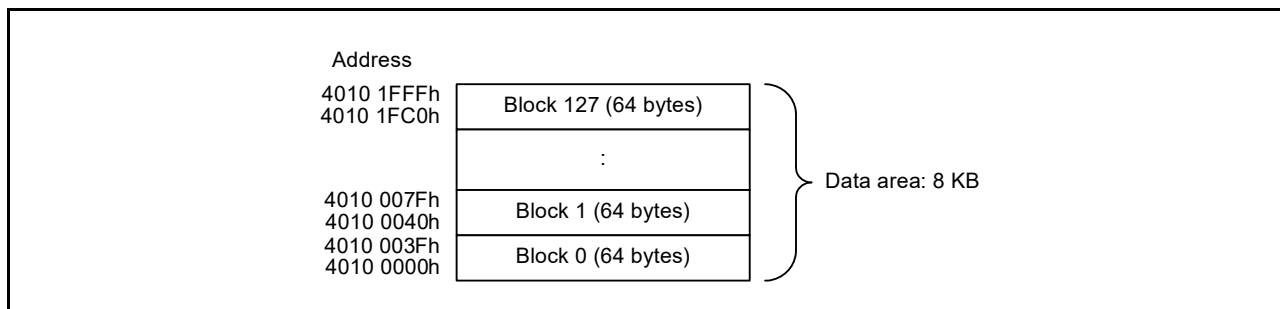 Address
4010 1FFFh
4010 1FC0h
Block 127 (64 bytes)
:
4010 007Fh
4010 0040h
Block 1 (64 bytes)
4010 003Fh
4010 0000h
Block 0 (64 bytes)
Data area: 8 KB